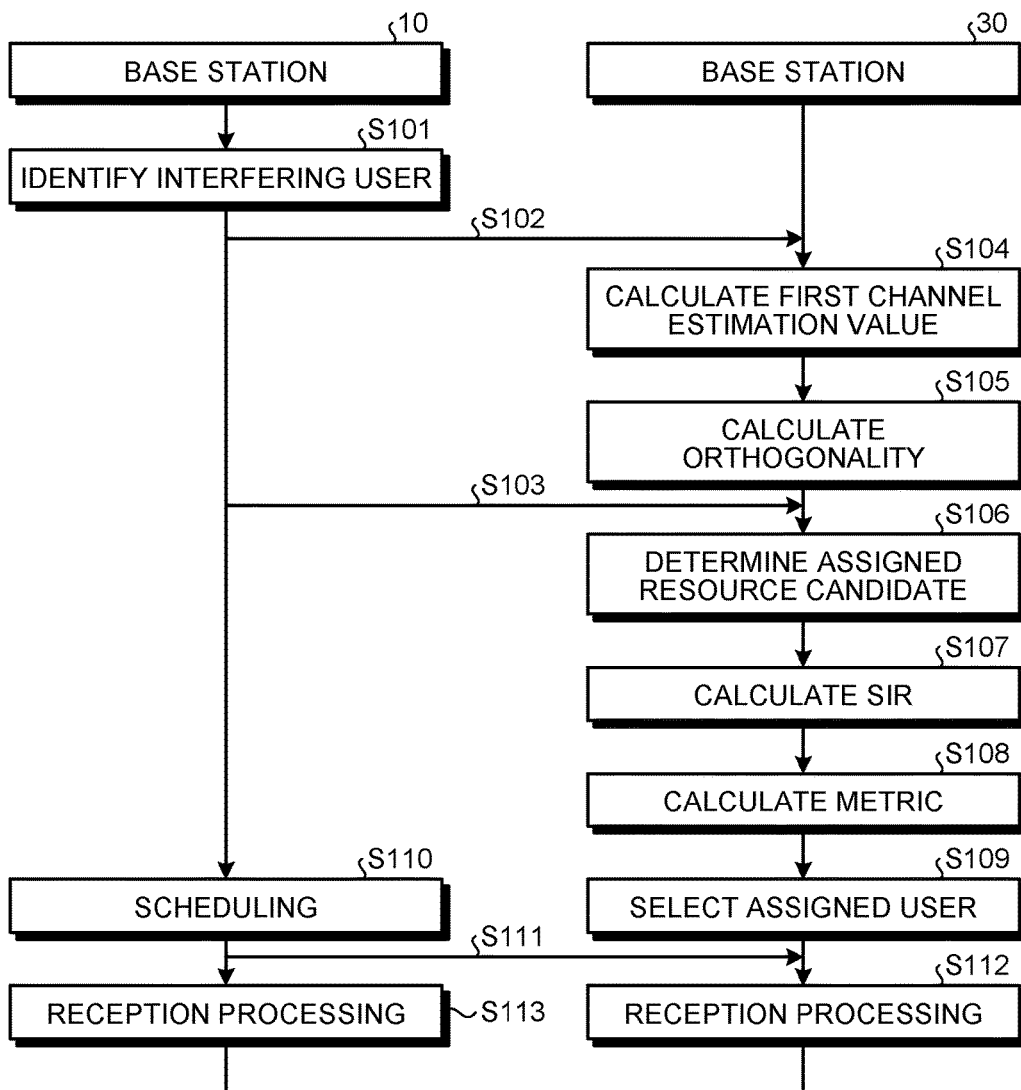 10
BASE STATION
30
BASE STATION
S101
IDENTIFY INTERFERING USER
S102
S104
CALCULATE FIRST CHANNEL
ESTIMATION VALUE
S105
CALCULATE
ORTHOGONALITY
S103
S106
DETERMINE ASSIGNED
RESOURCE CANDIDATE
S107
CALCULATE SIR
S108
CALCULATE METRIC
S110
SCHEDULING
S109
SELECT ASSIGNED USER
S111
S112
RECEPTION PROCESSING
S113
RECEPTION PROCESSING